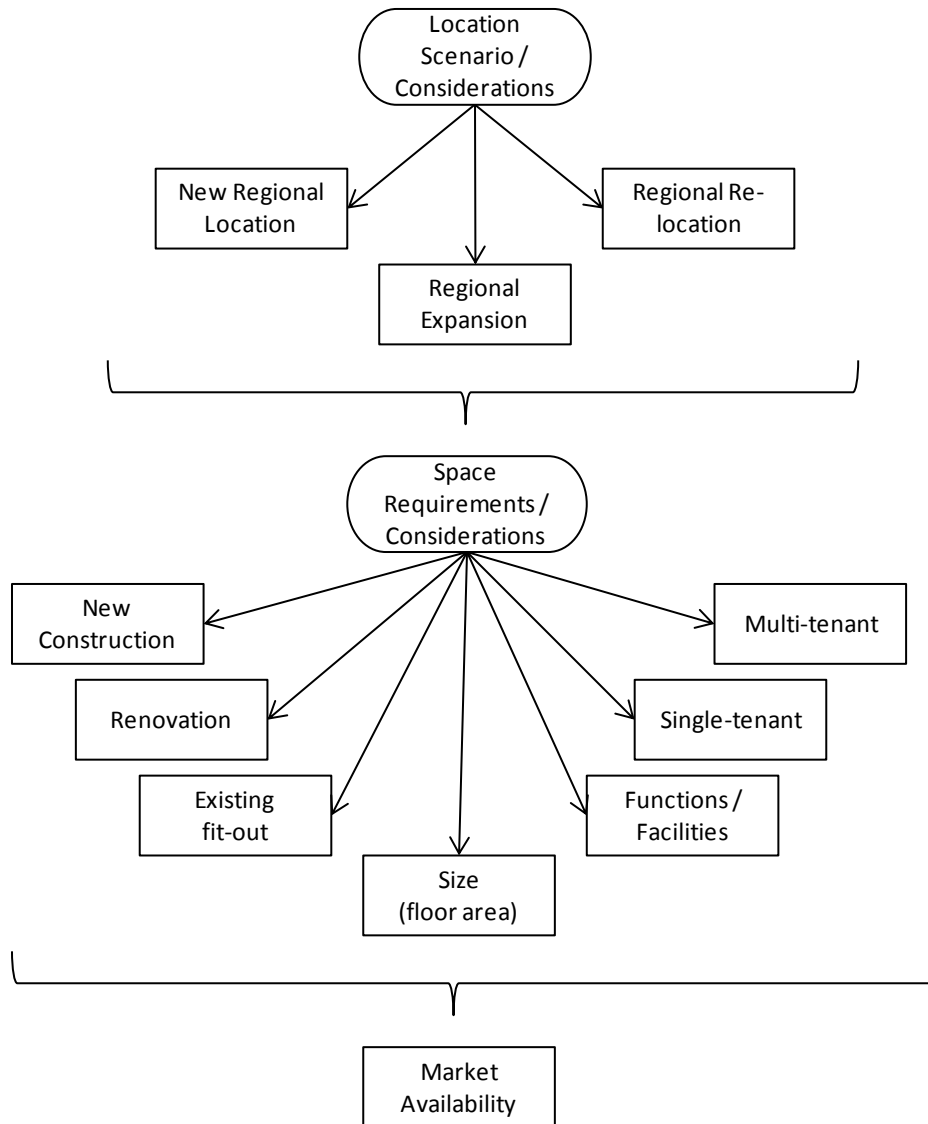 Location
Scenario /
Considerations
New Regional
Location
Regional Re-
location
Regional
Expansion
Space
Requirements /
Considerations
New
Construction
Multi-tenant
Renovation
Single-tenant
Existing
fit-out
Functions /
Facilities
Size
(floor area)
Market
Availability